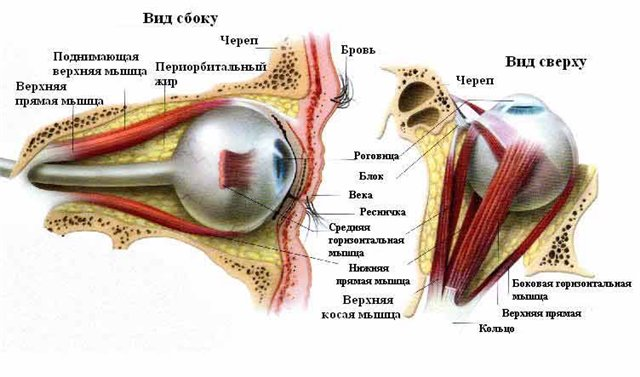 Вид сбоку
Череп
Поднимающая
верхняя мышца
Периорбитальный
жир
Верхняя
прямая мышца
Бровь
Роговица
Блок
Века
Ресничка
Средняя
горизонтальная
мышца
Нижняя
прямая мышца
Верхняя
косая мышца
Вид сверху
Череп
Боковая горизонтальная
мышца
Верхняя прямая
Кольцо